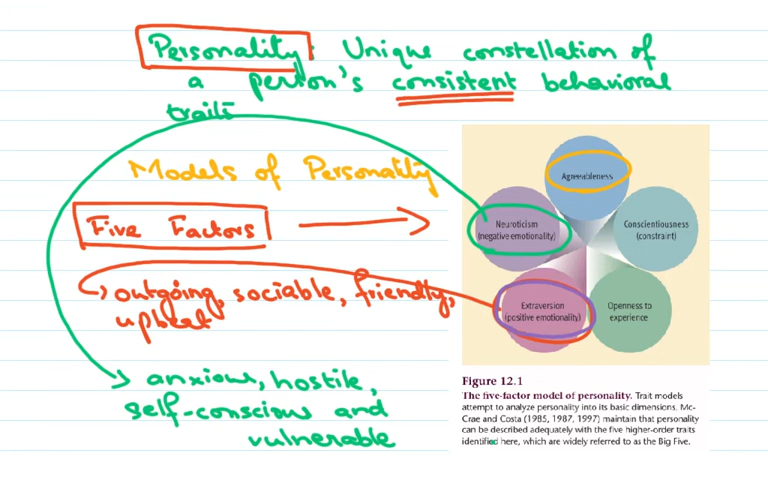 Personality: Unique constellation of
a person's consistent behavioral
traits
Models of Personality
Five Factors
outgoing, sociable, friendly,
upbeat
anxious, hostile,
self-conscious and
vulnerable
Agreeableness
Neuroticism
(negative emotionality)
Conscientiousness
(constraint)
Extraversion
(positive emotionality)
Openness to
experience
Figure 12.1
The five-factor model of personality. Trait models
attempt to analyze personality into its basic dimensions. Mc-
Crae and Costa (1985, 1987, 1997) maintain that personality
can be described adequately with the five higher-order traits
identified here, which are widely referred to as the Big Five.